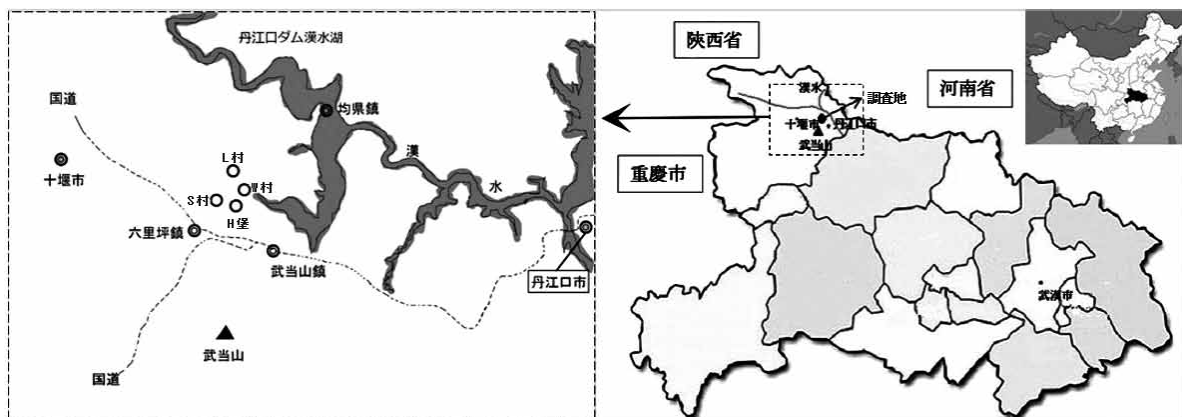 丹江口ダム漢水湖
国道
均県鎮
十堰市
L村
W村
S村
H堡
漢
水
六里坪鎮
武当山鎮
丹江口市
武当山
国道
陝西省
河南省
重慶市
漢水
調査地
十堰市
丹江口市
武当山
武漢市